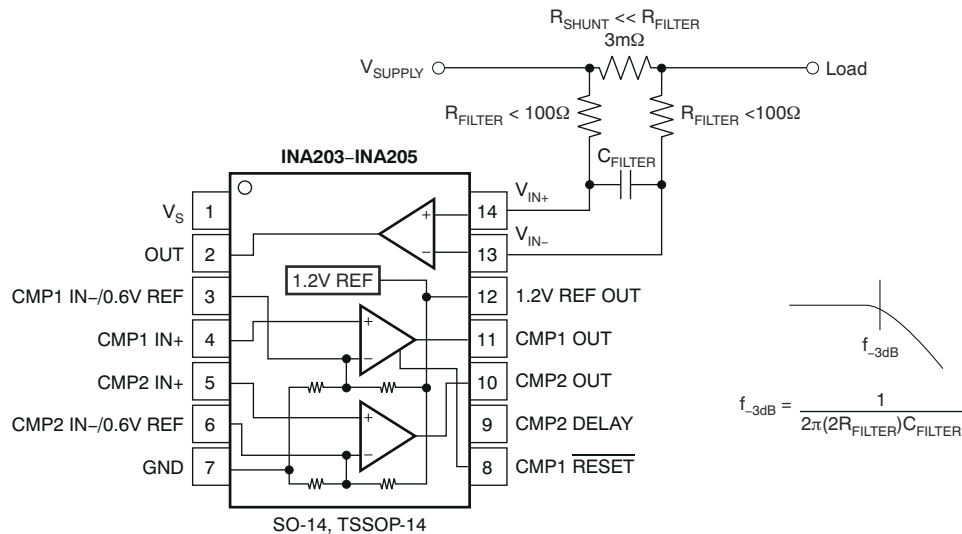 R_SHUNT << R_FILTER
3mΩ
V_SUPPLY
Load
R_FILTER < 100Ω
R_FILTER <100Ω
C_FILTER
INA203–INA205
V_IN+
V_IN–
V_S 1
OUT 2
CMP1 IN–/0.6V REF 3
CMP1 IN+ 4
CMP2 IN+ 5
CMP2 IN–/0.6V REF 6
GND 7
+
–
1.2V REF
+
–
+
–
14
13
12 1.2V REF OUT
11 CMP1 OUT
10 CMP2 OUT
9 CMP2 DELAY
8 CMP1 RESET
SO-14, TSSOP-14
f_–3dB
f_–3dB = 1 / 2π(2R_FILTER)C_FILTER